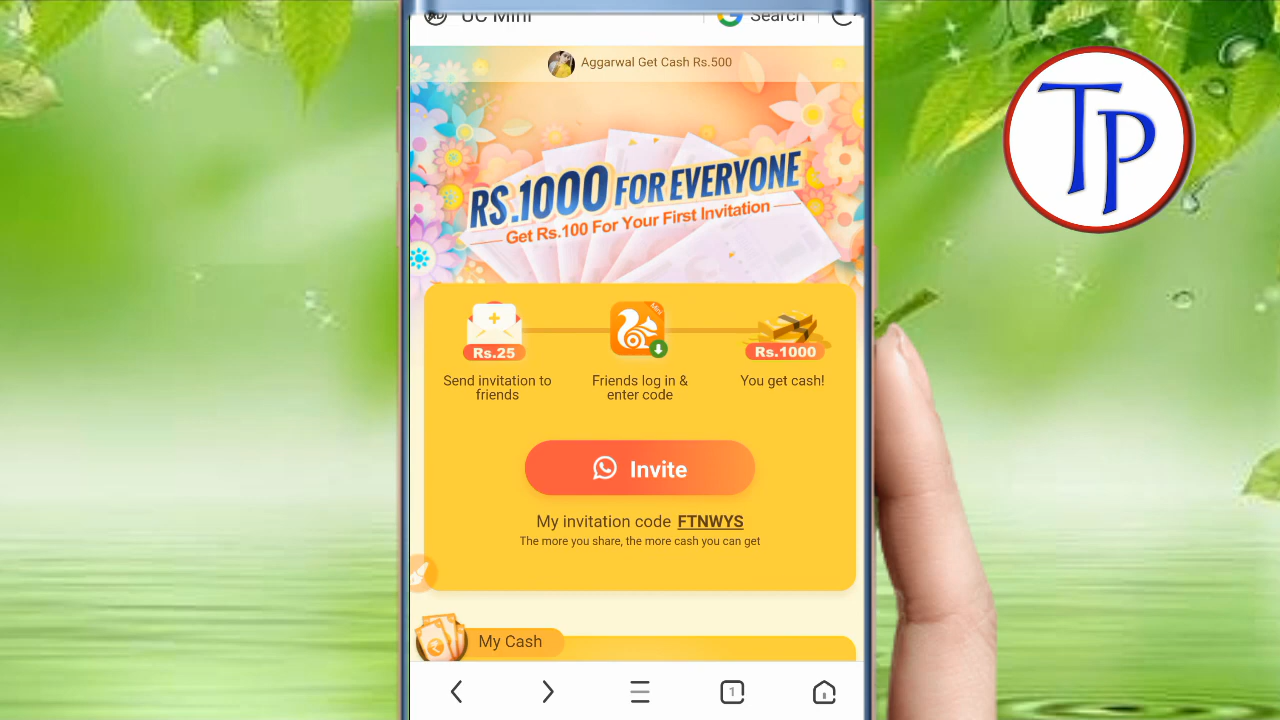 UC Mini
Search
Aggarwal Get Cash Rs.500
TP
RS.1000 FOR EVERYONE
Get Rs.100 For Your First Invitation
Mini
Rs.25
Rs.1000
Send invitation to
friends
Friends log in &
enter code
You get cash!
Invite
My invitation code FTNWYS
The more you share, the more cash you can get
My Cash
1